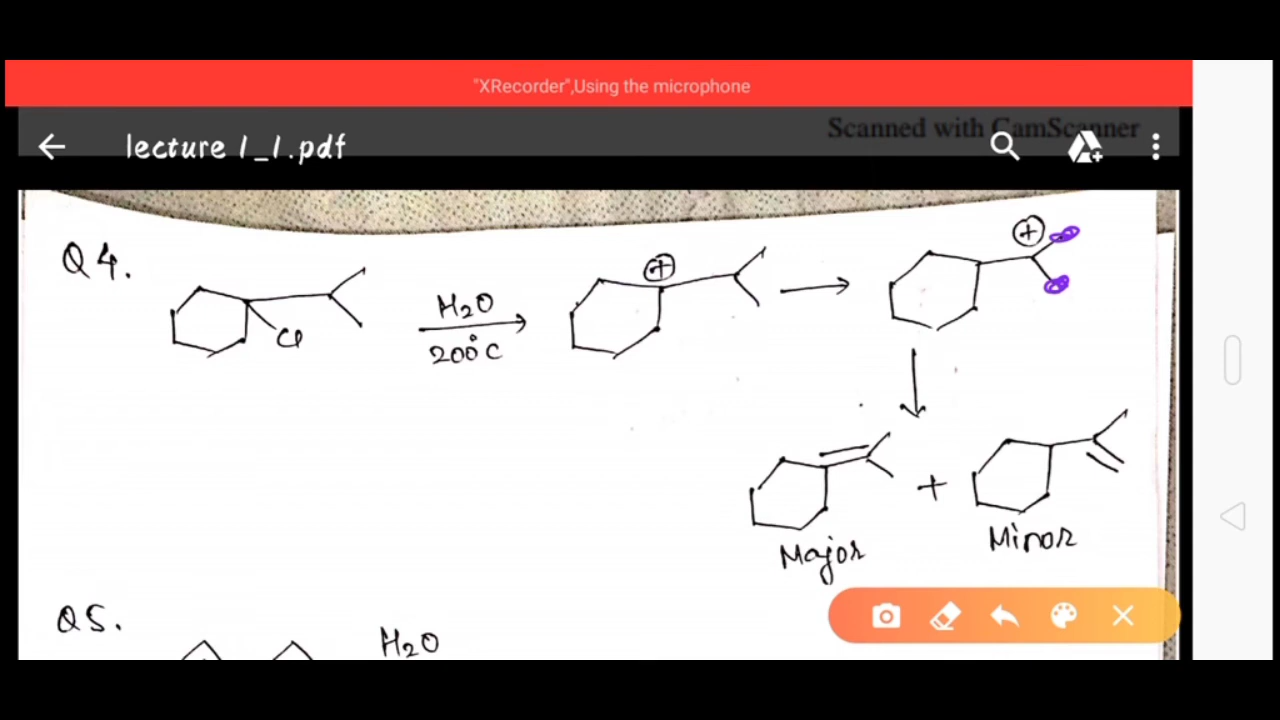 "XRecorder",Using the microphone
Scanned with CamScanner
lecture 1_1.pdf
Q4.
Cl
H2O
200°C
+
+
+
Major
Minor
Q5.
H2O